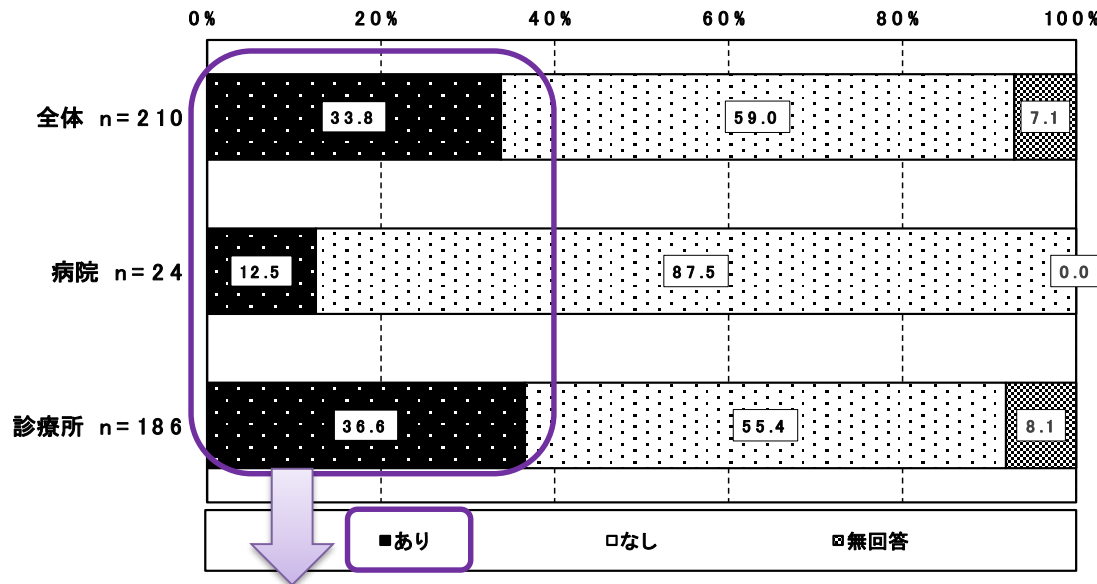 0% 20% 40% 60% 80% 100%
全体 n=210 33.8 59.0 7.1
病院 n=24 12.5 87.5 0.0
診療所 n=186 36.6 55.4 8.1
■あり □なし ▩無回答